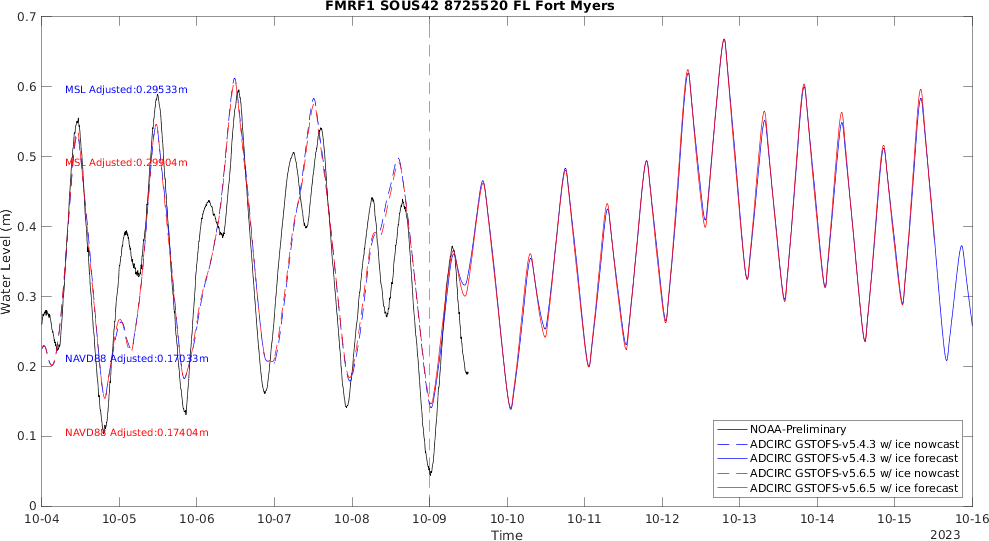 FMRF1 SOUS42 8725520 FL Fort Myers
0.7
0.6
0.5
0.4
0.3
0.2
0.1
0
Water Level (m)
MSL Adjusted:0.29533m
MSL Adjusted:0.29904m
NAVD88 Adjusted:0.17033m
NAVD88 Adjusted:0.17404m
NOAA-Preliminary
ADCIRC GSTOFS-v5.4.3 w/ ice nowcast
ADCIRC GSTOFS-v5.4.3 w/ ice forecast
ADCIRC GSTOFS-v5.6.5 w/ ice nowcast
ADCIRC GSTOFS-v5.6.5 w/ ice forecast
10-04 10-05 10-06 10-07 10-08 10-09 10-10 10-11 10-12 10-13 10-14 10-15 10-16
Time
2023